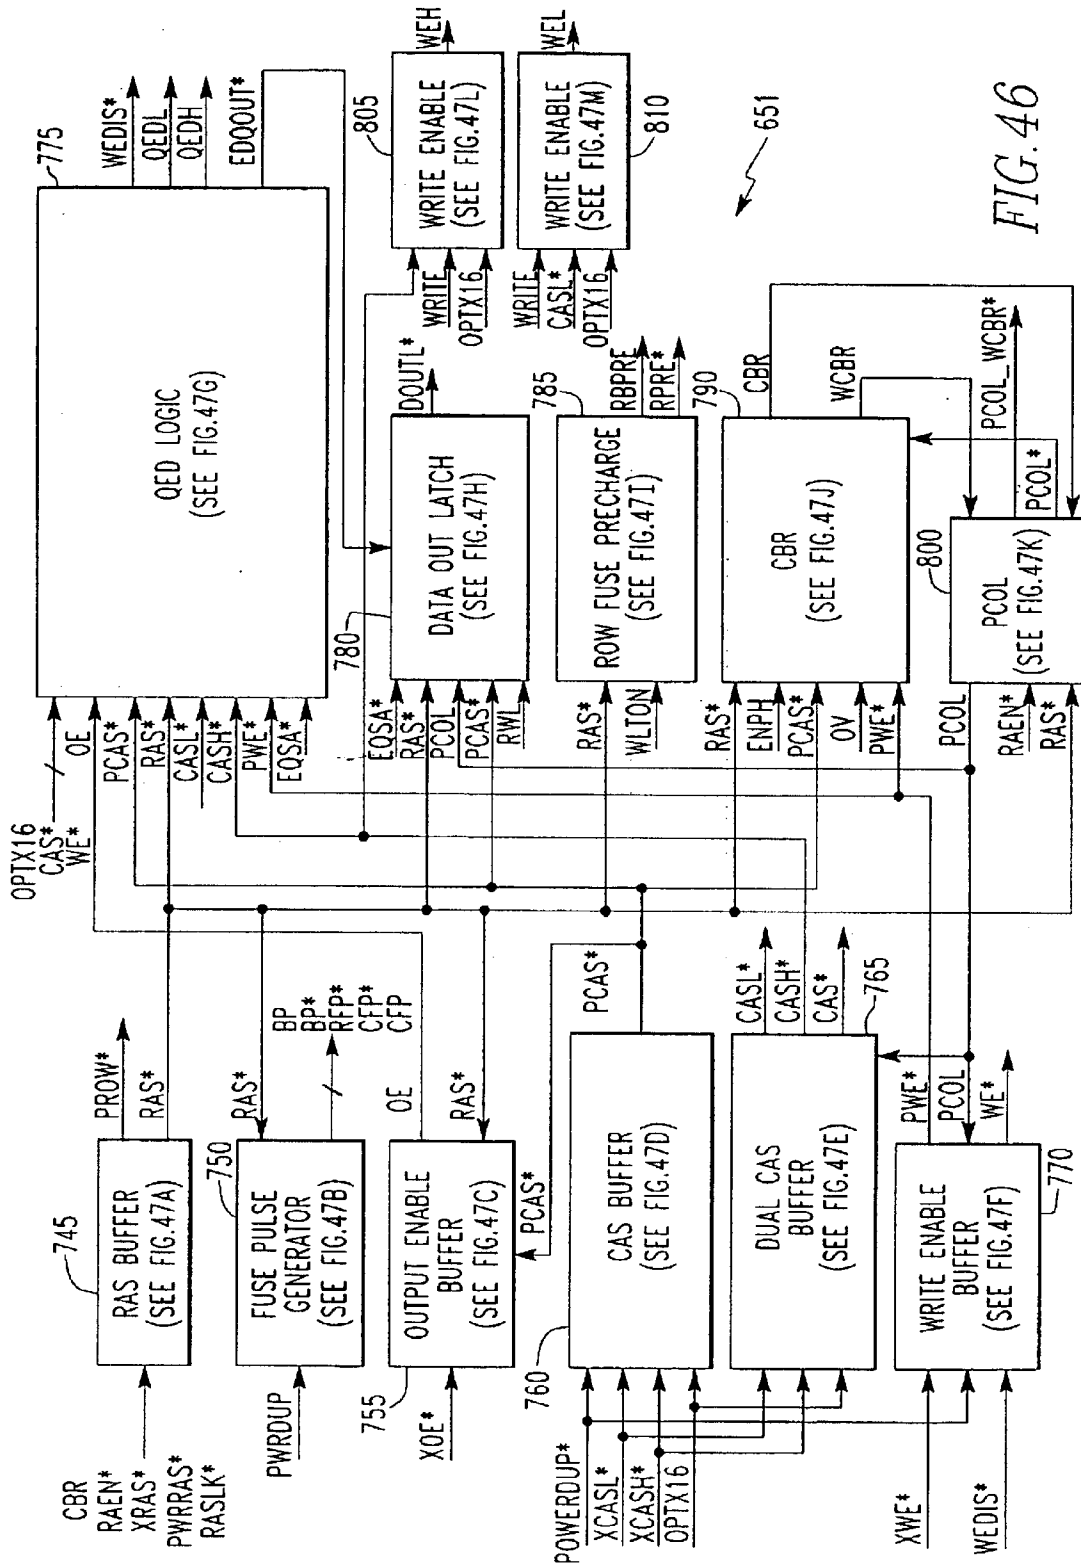 CBR
RAEN*
XRAS*
PWRRAS*
RASLK*
745
RAS BUFFER
(SEE FIG.47A)
PROW*
RAS*
PWRDUP
750
FUSE PULSE
GENERATOR
(SEE FIG.47B)
RAS*
BP
BP*
RFP*
CFP*
CFP
XOE*
755
OUTPUT ENABLE
BUFFER
(SEE FIG.47C)
OE
RAS*
PCAS*
POWERDUP*
XCASL*
XCASH*
OPTX16
760
CAS BUFFER
(SEE FIG.47D)
PCAS*
DUAL CAS
BUFFER
(SEE FIG.47E)
765
CASL*
CASH*
CAS*
XWE*
WEDIS*
WRITE ENABLE
BUFFER
(SEE FIG.47F)
770
PWE*
PCOL
WE*
OPTX16
CAS*
WE*
OE
PCAS*
RAS*
CASL*
CASH*
PWE*
EQSA*
775
QED LOGIC
(SEE FIG.47G)
WEDIS*
QEDL
QEDH
EDQOUT*
EQSA*
RAS*
PCOL
PCAS*
RWL
780
DATA OUT LATCH
(SEE FIG.47H)
DOUTL*
RAS*
WLTON
785
ROW FUSE PRECHARGE
(SEE FIG.47I)
RBPRE
RPRE*
RAS*
ENPH
PCAS*
OV
PWE*
790
CBR
(SEE FIG.47J)
CBR
WCBR
PCOL
RAEN*
RAS*
800
PCOL
(SEE FIG.47K)
PCOL_WCBR*
PCOL*
WRITE
OPTX16
805
WRITE ENABLE
(SEE FIG.47L)
WEH
WRITE
CASL*
OPTX16
WRITE ENABLE
(SEE FIG.47M)
810
WEL
651
FIG.46